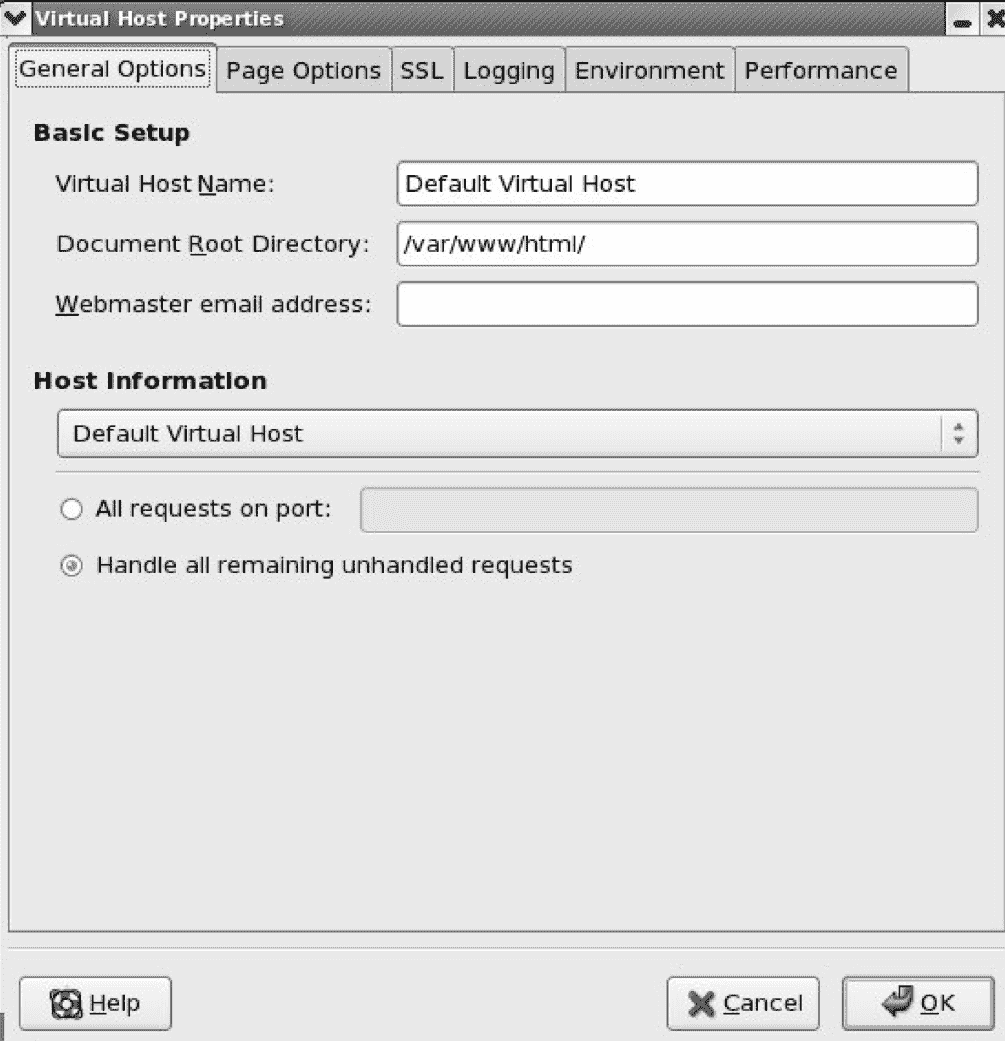 Virtual Host Properties
General Options Page Options SSL Logging Environment Performance
Basic Setup
Virtual Host Name: Default Virtual Host
Document Root Directory: /var/www/html/
Webmaster email address:
Host Information
Default Virtual Host
All requests on port:
Handle all remaining unhandled requests
Help Cancel OK